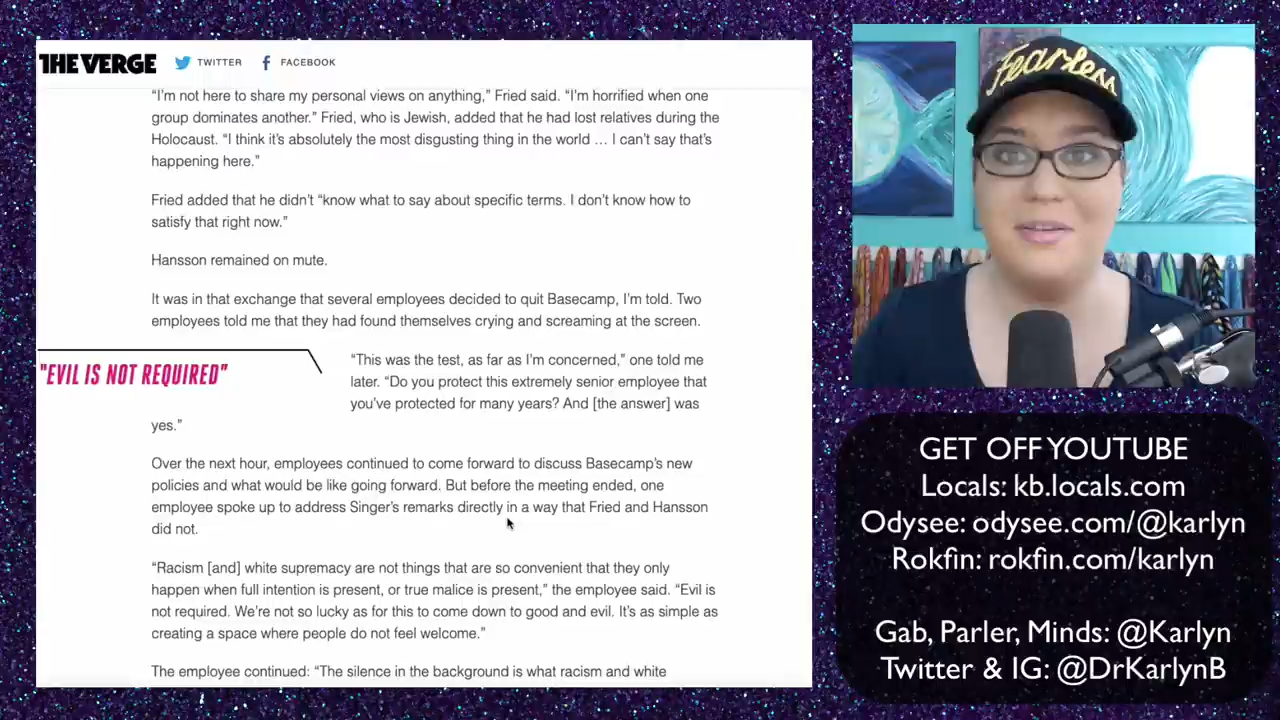 THE VERGE
TWITTER
FACEBOOK
“I’m not here to share my personal views on anything,” Fried said. “I’m horrified when one
group dominates another.” Fried, who is Jewish, added that he had lost relatives during the
Holocaust. “I think it’s absolutely the most disgusting thing in the world … I can’t say that’s
happening here.”
Fried added that he didn’t “know what to say about specific terms. I don’t know how to
satisfy that right now.”
Hansson remained on mute.
It was in that exchange that several employees decided to quit Basecamp, I’m told. Two
employees told me that they had found themselves crying and screaming at the screen.
"EVIL IS NOT REQUIRED"
“This was the test, as far as I’m concerned,” one told me
later. “Do you protect this extremely senior employee that
you’ve protected for many years? And [the answer] was
yes.”
Over the next hour, employees continued to come forward to discuss Basecamp’s new
policies and what would be like going forward. But before the meeting ended, one
employee spoke up to address Singer’s remarks directly in a way that Fried and Hansson
did not.
“Racism [and] white supremacy are not things that are so convenient that they only
happen when full intention is present, or true malice is present,” the employee said. “Evil is
not required. We’re not so lucky as for this to come down to good and evil. It’s as simple as
creating a space where people do not feel welcome.”
The employee continued: “The silence in the background is what racism and white
Fearless
GET OFF YOUTUBE
Locals: kb.locals.com
Odysee: odysee.com/@karlyn
Rokfin: rokfin.com/karlyn
Gab, Parler, Minds: @Karlyn
Twitter & IG: @DrKarlynB